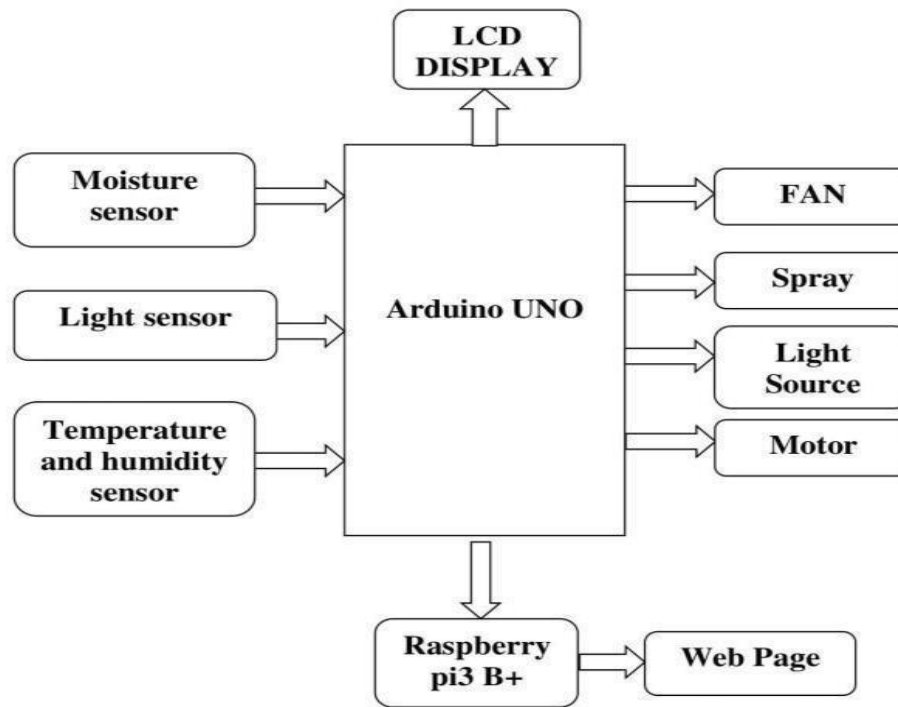 LCD
DISPLAY
Moisture
sensor
Light sensor
Temperature
and humidity
sensor
Arduino UNO
FAN
Spray
Light
Source
Motor
Raspberry
pi3 B+
Web Page